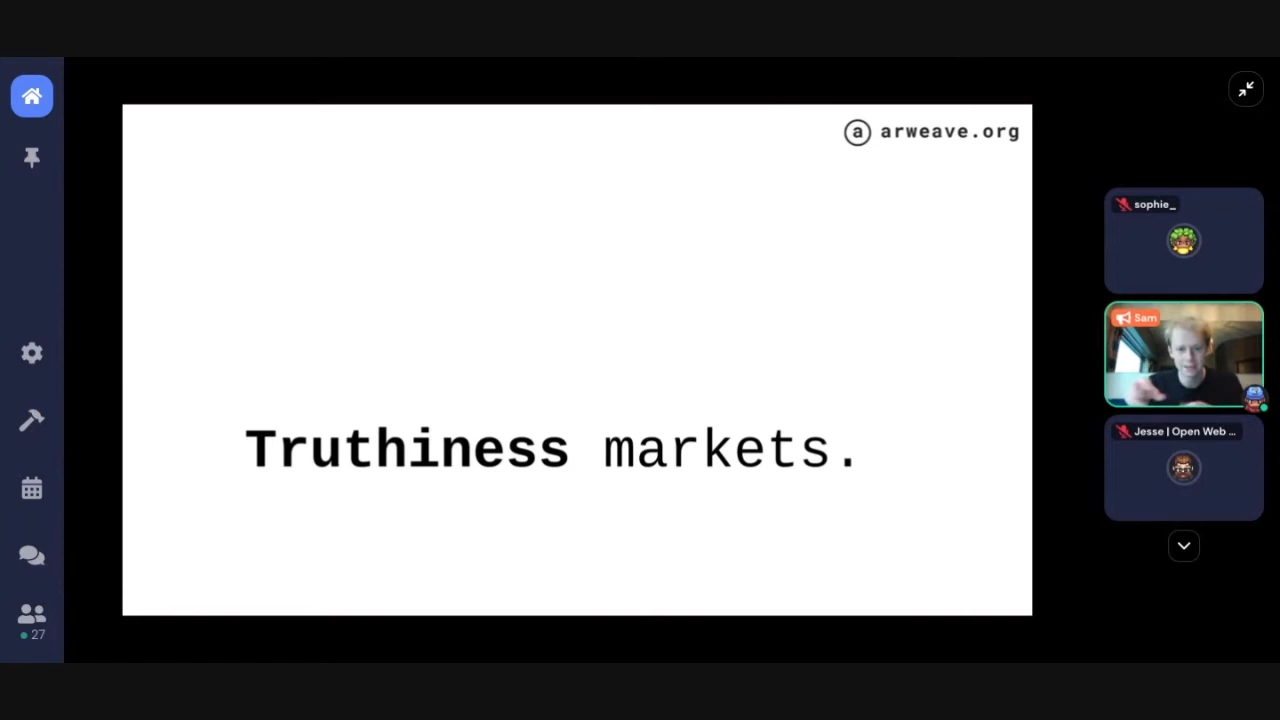 arweave.org
Truthiness markets.
sophie_
Sam
Jesse | Open Web ...
27